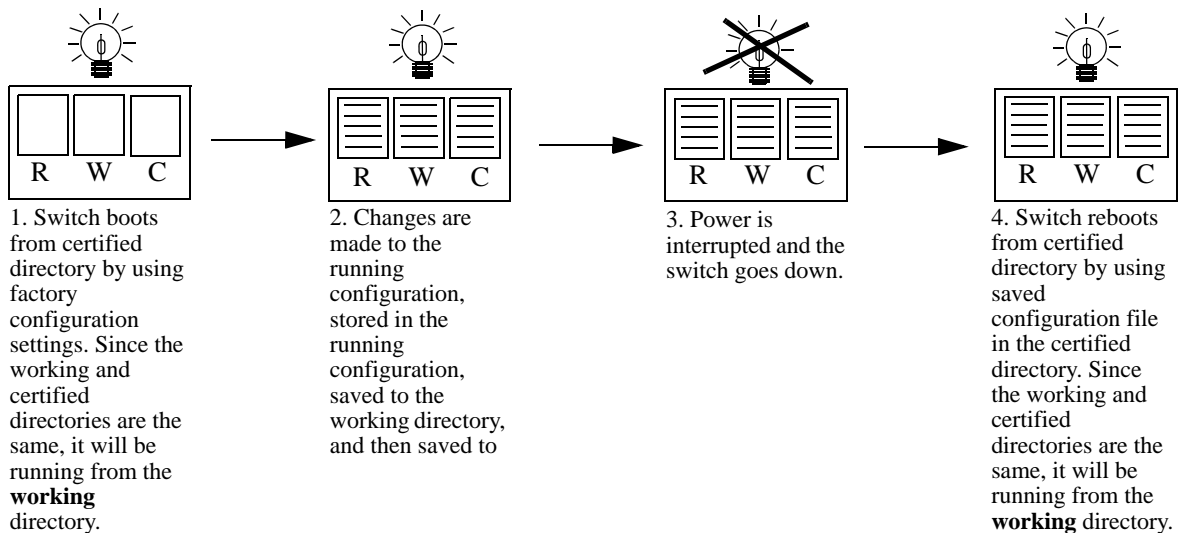 R W C
R W C
R W C
R W C
1. Switch boots
from certified
directory by using
factory
configuration
settings. Since the
working and
certified
directories are the
same, it will be
running from the
working
directory.
2. Changes are
made to the
running
configuration,
stored in the
running
configuration,
saved to the
working directory,
and then saved to
3. Power is
interrupted and the
switch goes down.
4. Switch reboots
from certified
directory by using
saved
configuration file
in the certified
directory. Since
the working and
certified
directories are the
same, it will be
running from the
working directory.